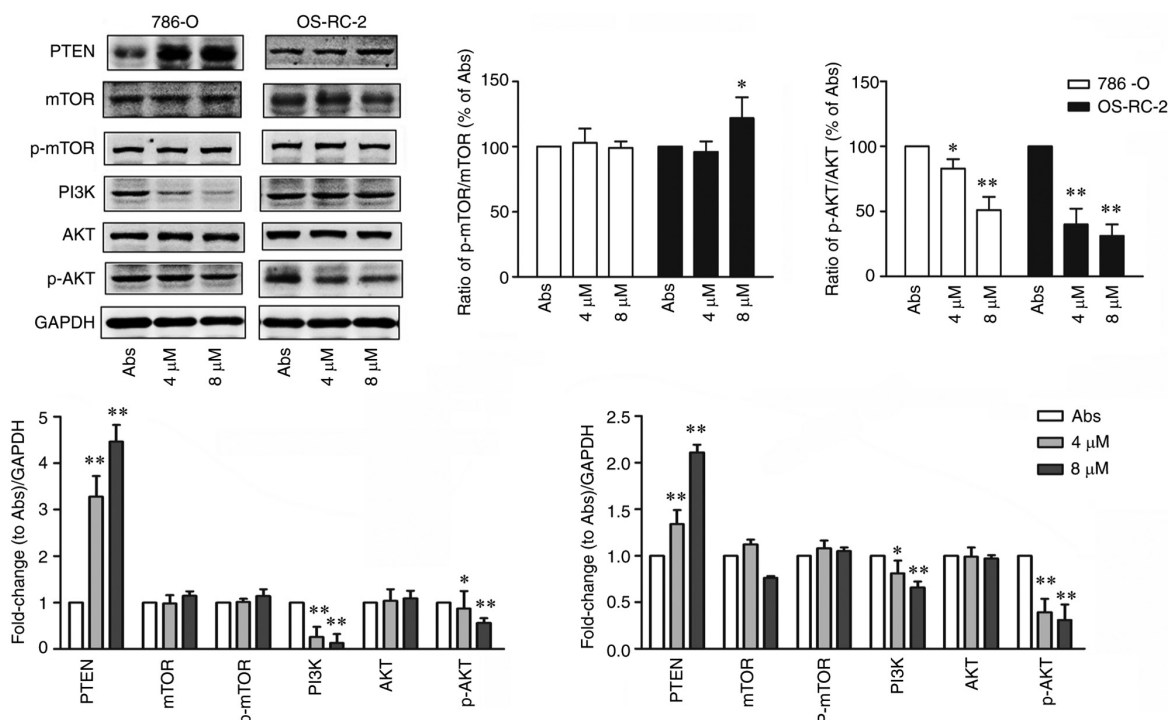 786-O OS-RC-2
PTEN
mTOR
p-mTOR
PI3K
AKT
p-AKT
GAPDH
Abs 4 μM 8 μM Abs 4 μM 8 μM
Ratio of p-mTOR/mTOR (% of Abs)
150
100
50
0
*
Abs 4 μM 8 μM Abs 4 μM 8 μM
Ratio of p-AKT/AKT (% of Abs)
150
100
50
0
* ** ** **
Abs 4 μM 8 μM Abs 4 μM 8 μM
786 -O
OS-RC-2
Fold-change (to Abs)/GAPDH
5
4
3
2
1
0
** ** ** ** * **
PTEN mTOR p-mTOR PI3K AKT p-AKT
Fold-change (to Abs)/GAPDH
2.5
2.0
1.5
1.0
0.5
0.0
** ** * ** ** **
PTEN mTOR P-mTOR PI3K AKT p-AKT
Abs
4 μM
8 μM